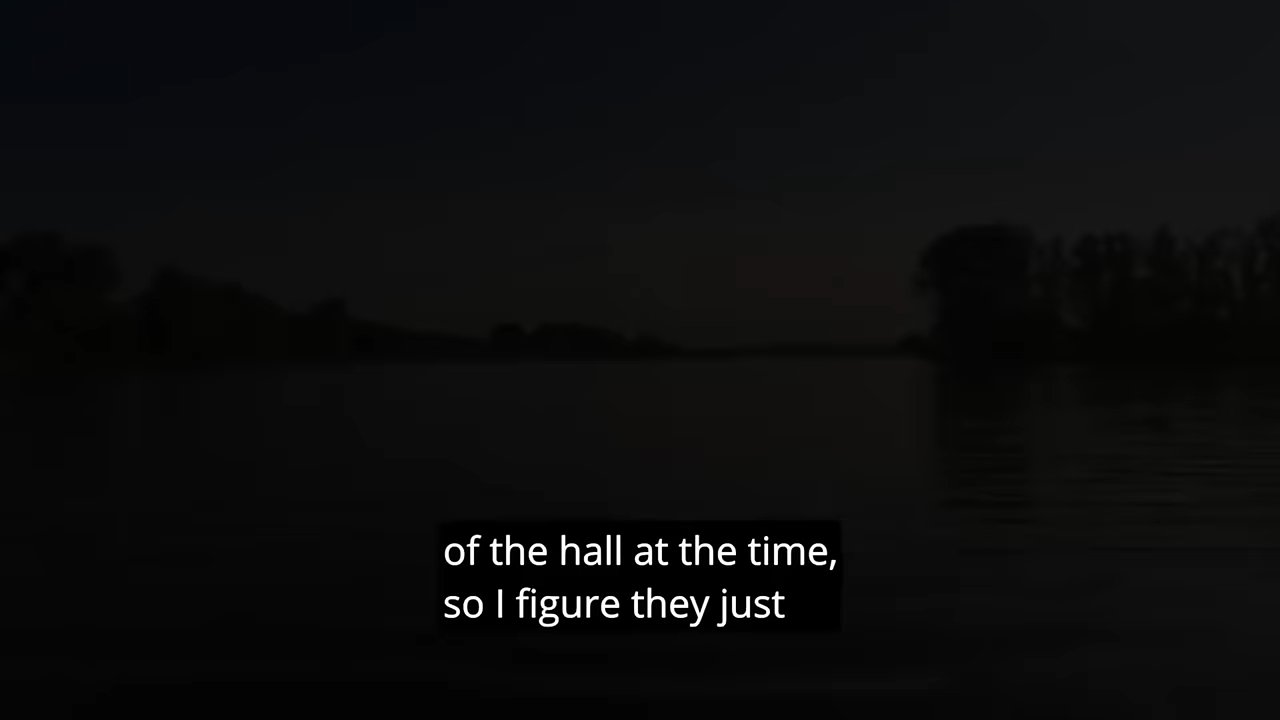 of the hall at the time,
so I figure they just